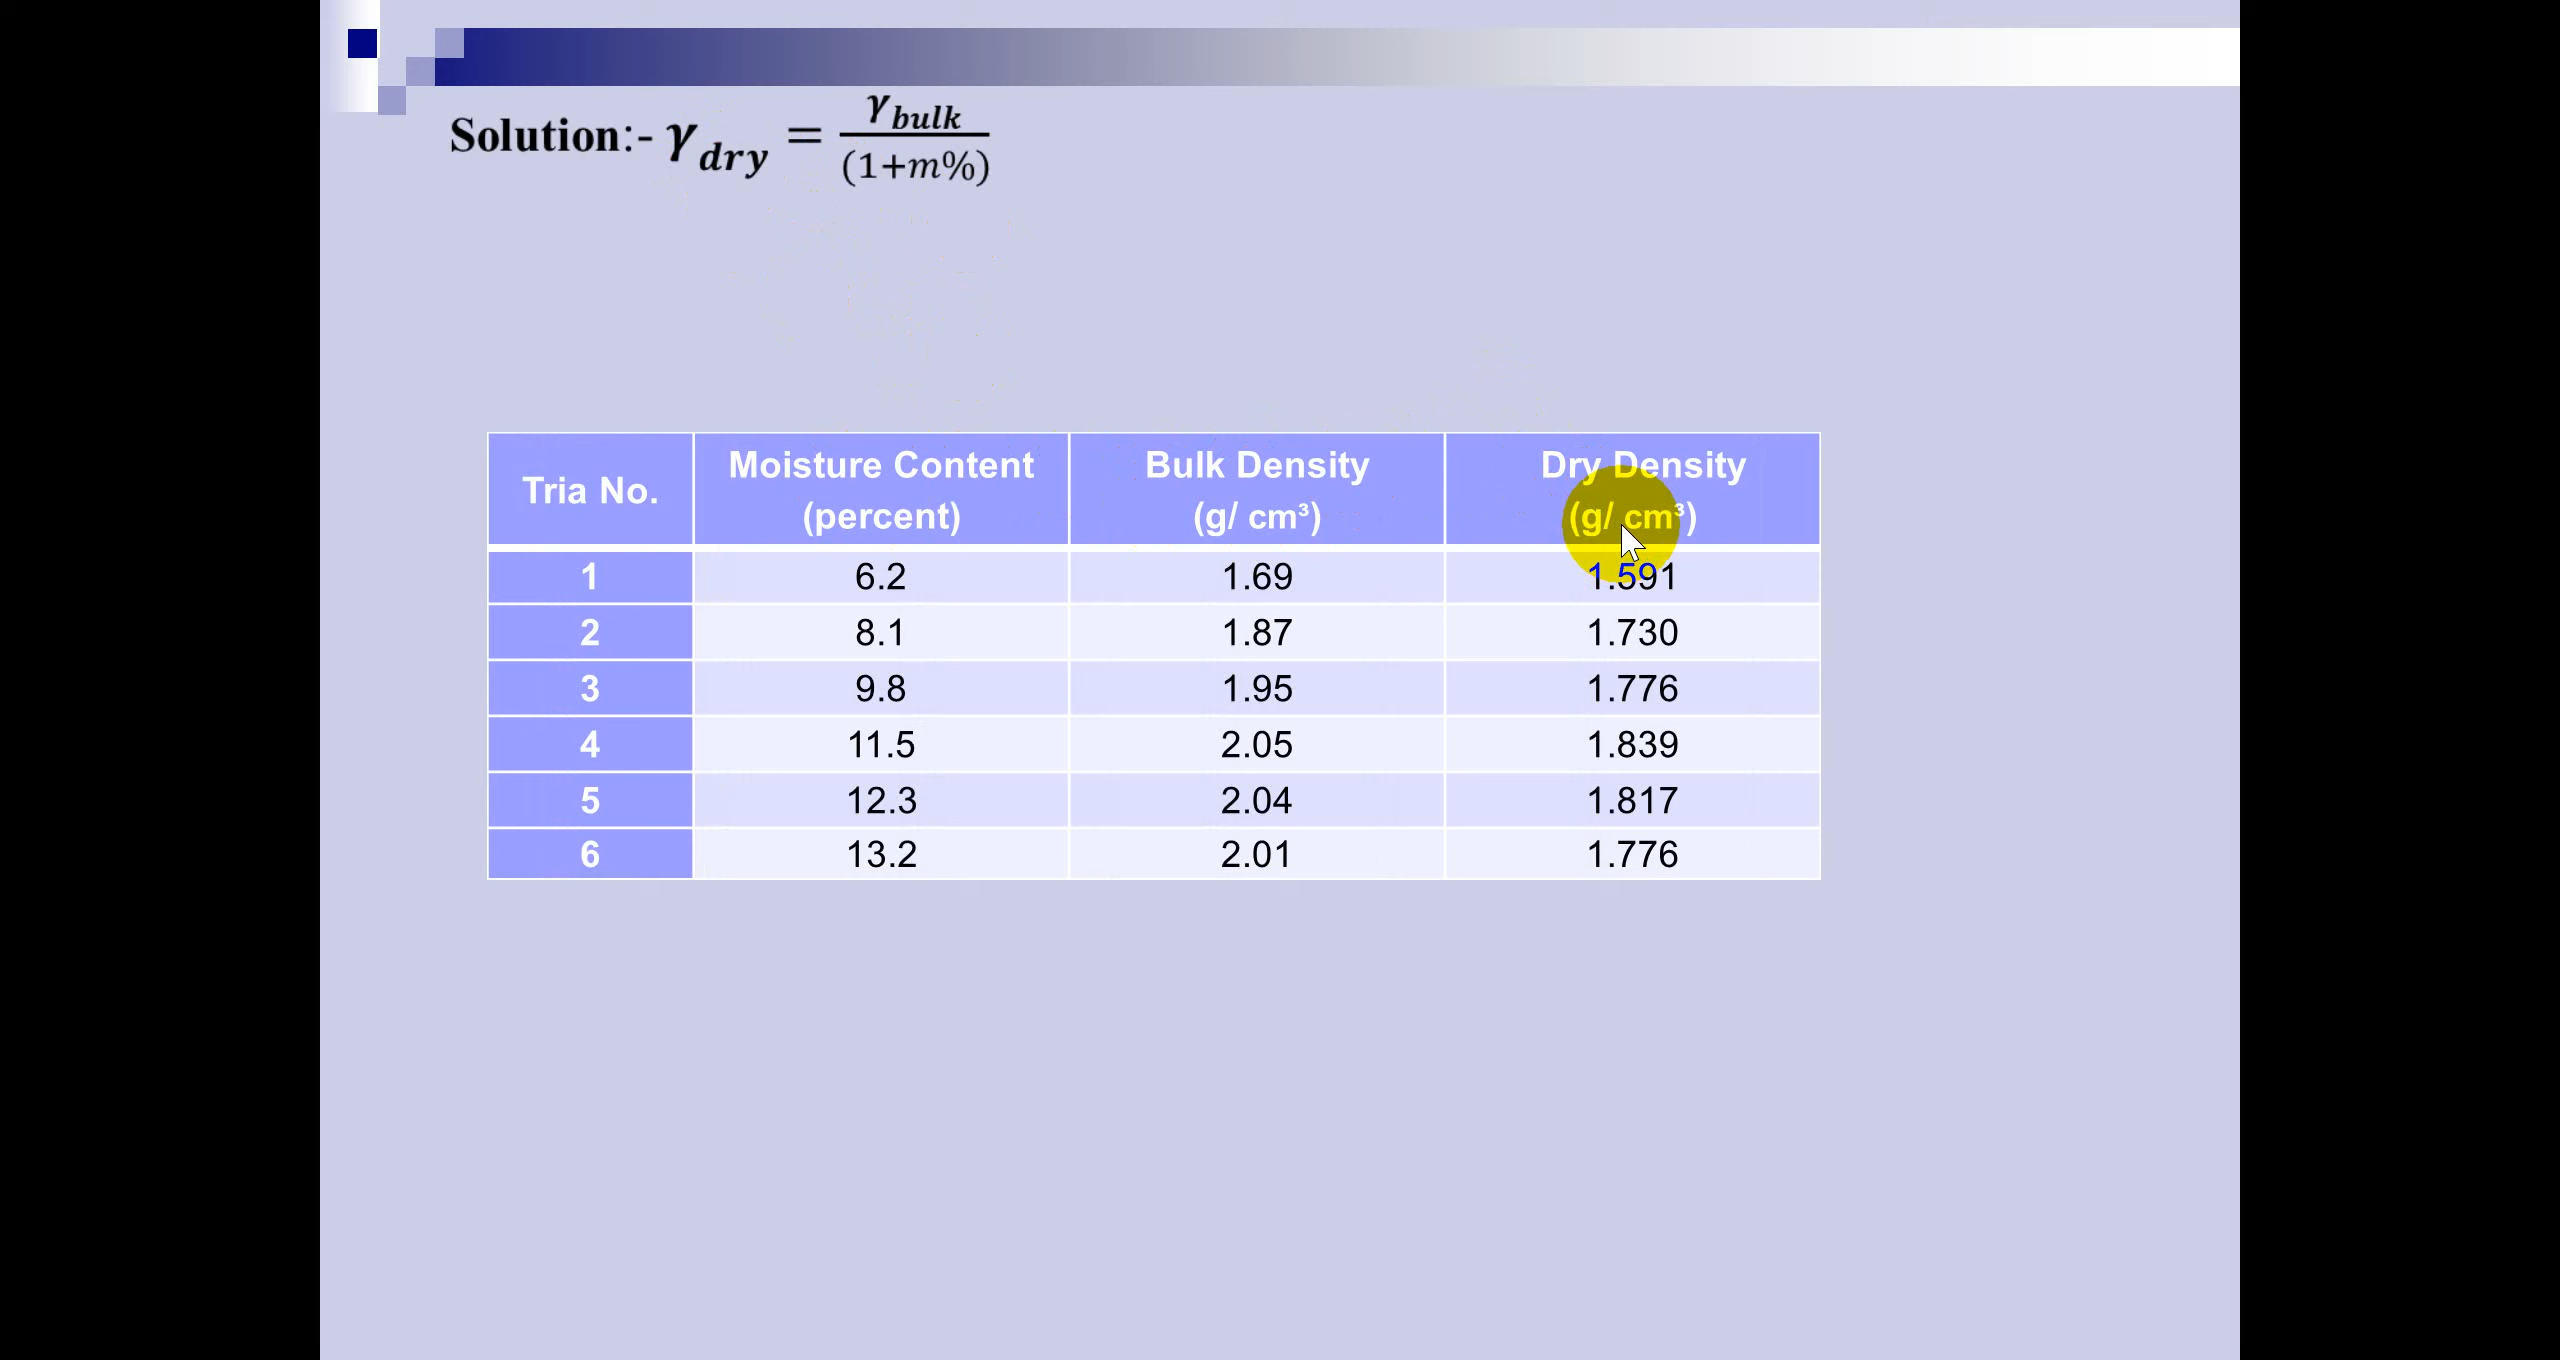 Solution:- γ dry = γ bulk / (1+m%)
Tria No. Moisture Content (percent) Bulk Density (g/ cm³) Dry Density (g/ cm³)
1 6.2 1.69 1.591
2 8.1 1.87 1.730
3 9.8 1.95 1.776
4 11.5 2.05 1.839
5 12.3 2.04 1.817
6 13.2 2.01 1.776